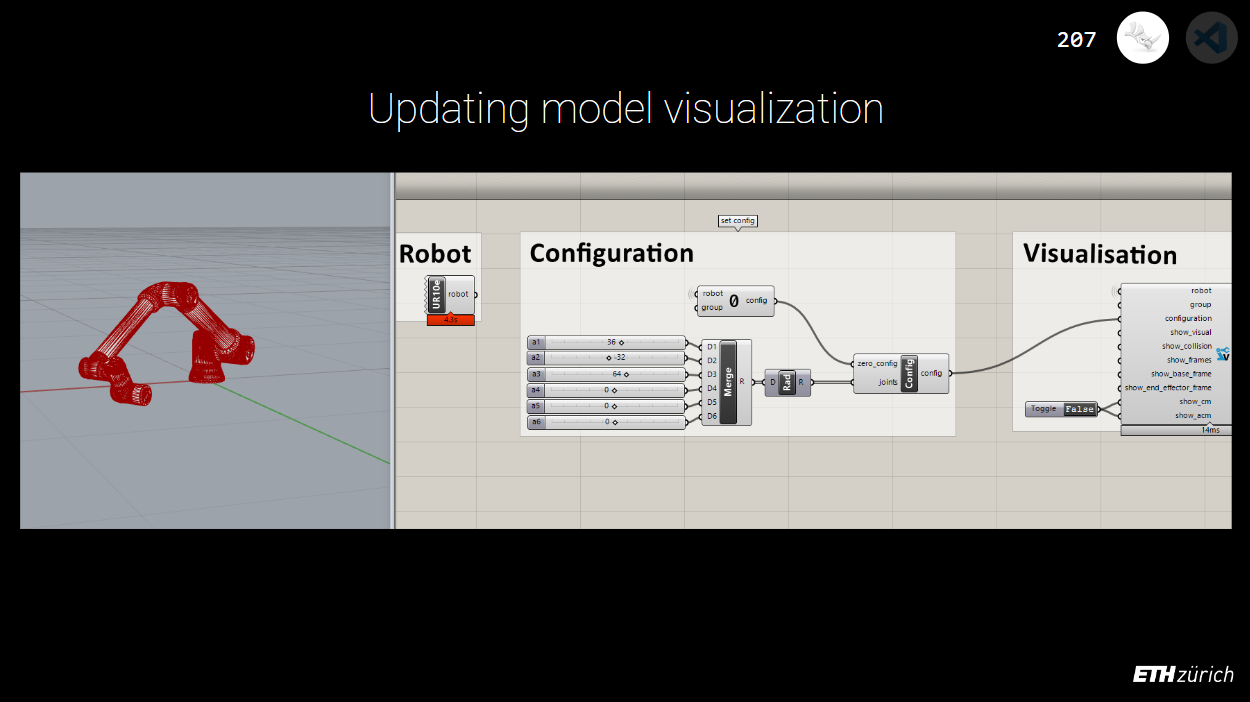 207
Updating model visualization
set config
Robot
Configuration
Visualisation
UR10e
robot
4.3s
robot
group
0
config
a1
36
a2
-32
a3
64
a4
0
a5
0
a6
0
D1
D2
D3
D4
D5
D6
Merge
R
D
Rad
R
zero_config
joints
Config
config
robot
group
configuration
show_visual
show_collision
show_frames
show_base_frame
show_end_effector_frame
show_cm
show_acm
V
Toggle
False
14ms
ETH zürich